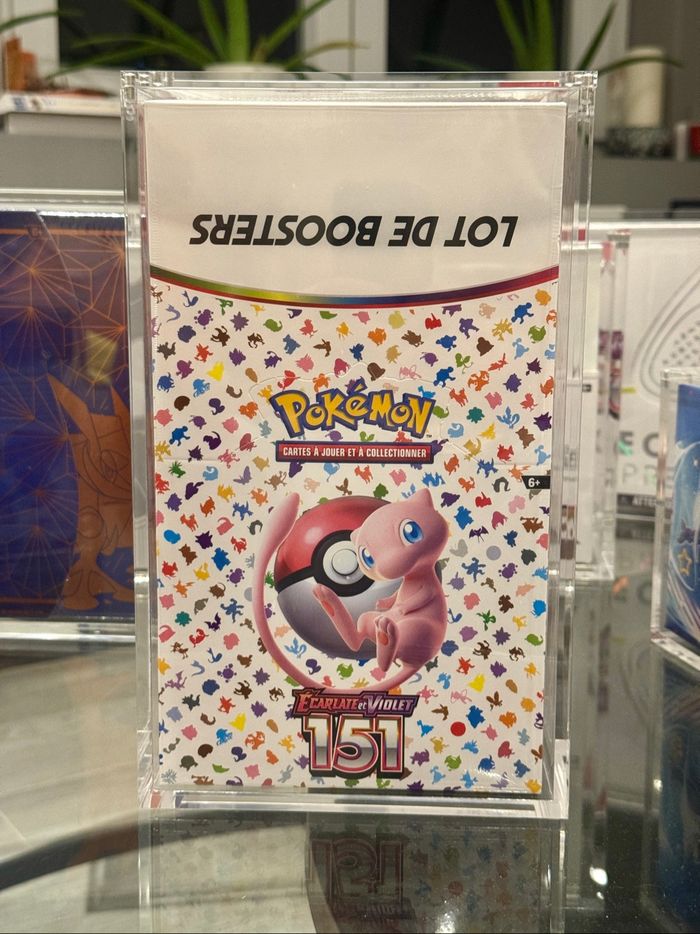 LOT DE BOOSTERS
POKÉMON
CARTES À JOUER ET À COLLECTIONNER
6+
ÉCARLATE et VIOLET
151